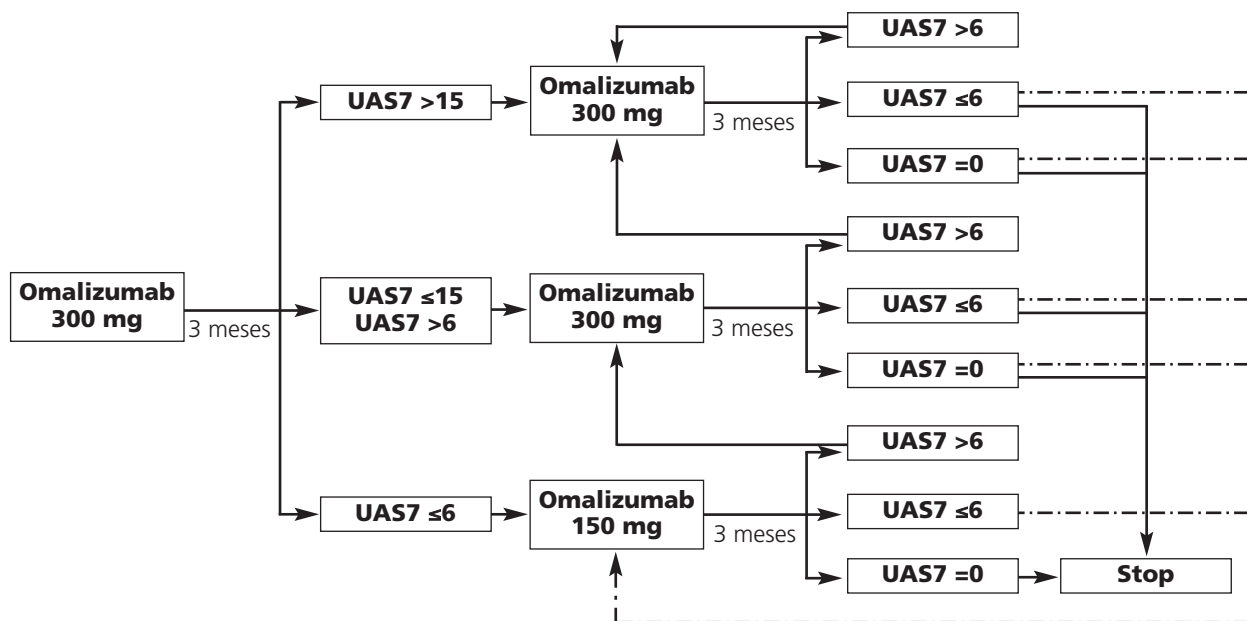 UAS7 >6
Omalizumab
300 mg
UAS7 >15
3 meses
UAS7 ≤6
UAS7 =0
UAS7 >6
Omalizumab
300 mg
3 meses
UAS7 ≤15
UAS7 >6
Omalizumab
300 mg
3 meses
UAS7 ≤6
UAS7 =0
UAS7 >6
UAS7 ≤6
Omalizumab
150 mg
3 meses
UAS7 ≤6
UAS7 =0
Stop